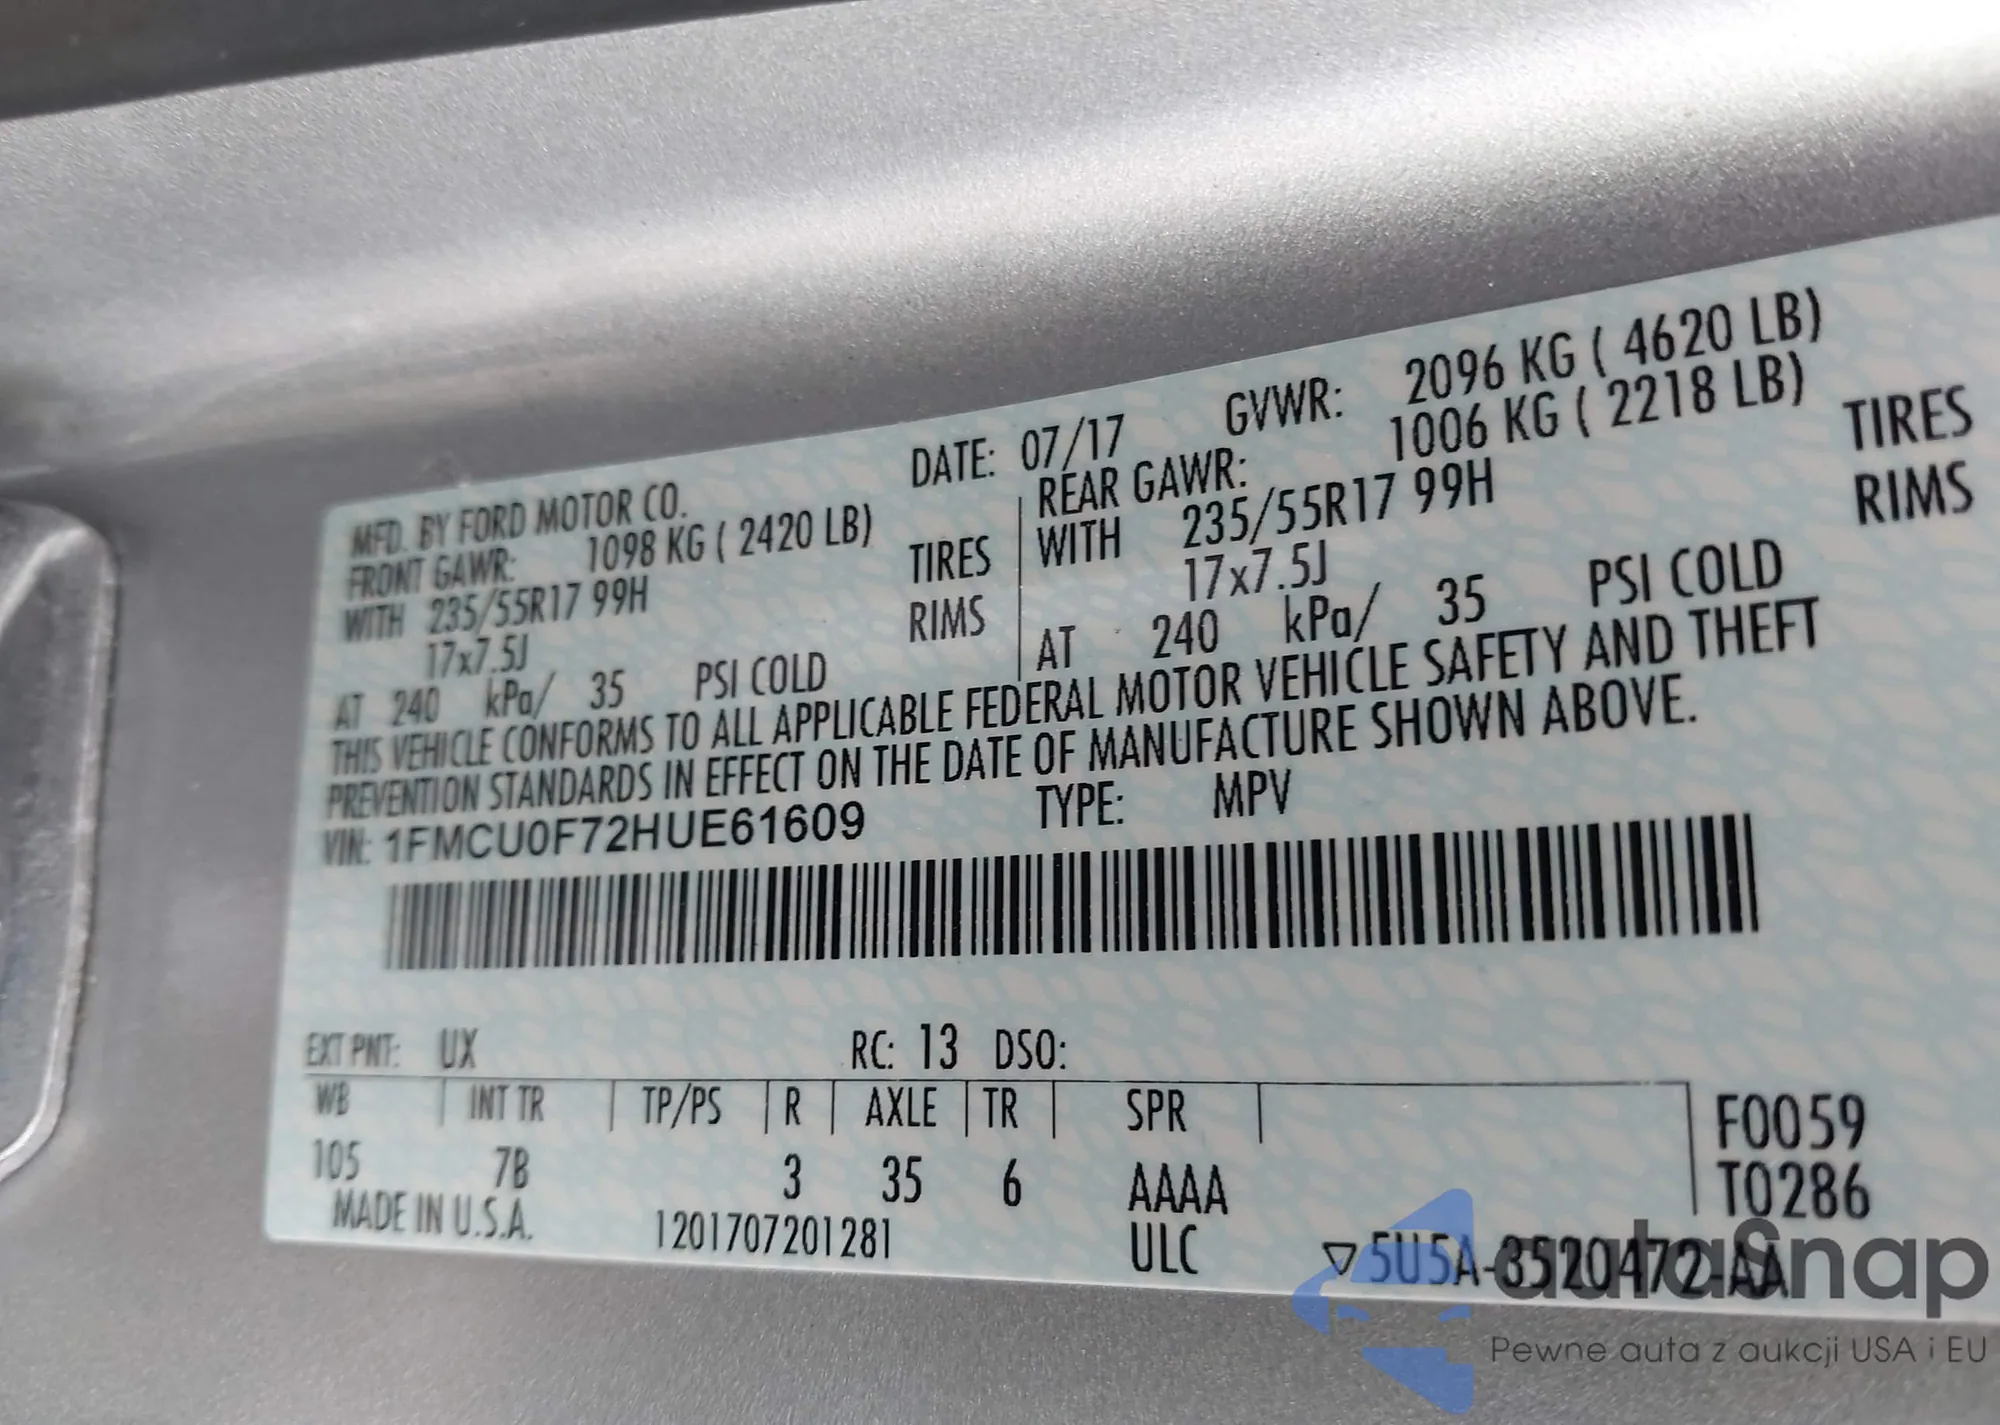 MFD. BY FORD MOTOR CO. DATE: 07/17 GVWR: 2096 KG ( 4620 LB)
FRONT GAWR: 1098 KG ( 2420 LB) REAR GAWR: 1006 KG ( 2218 LB)
WITH 235/55R17 99H TIRES WITH 235/55R17 99H TIRES
17x7.5J RIMS 17x7.5J RIMS
AT 240 kPa/ 35 PSI COLD AT 240 kPa/ 35 PSI COLD
THIS VEHICLE CONFORMS TO ALL APPLICABLE FEDERAL MOTOR VEHICLE SAFETY AND THEFT
PREVENTION STANDARDS IN EFFECT ON THE DATE OF MANUFACTURE SHOWN ABOVE.
VIN: 1FMCU0F72HUE61609 TYPE: MPV
EXT PNT: UX RC: 13 DSO:
WB INT TR TP/PS R AXLE TR SPR F0059
105 7B 3 35 6 AAAA T0286
MADE IN U.S.A. 1201707201281 ULC ▽5U5A-3520472-AA
autaSnap
Pewne auta z aukcji USA i EU